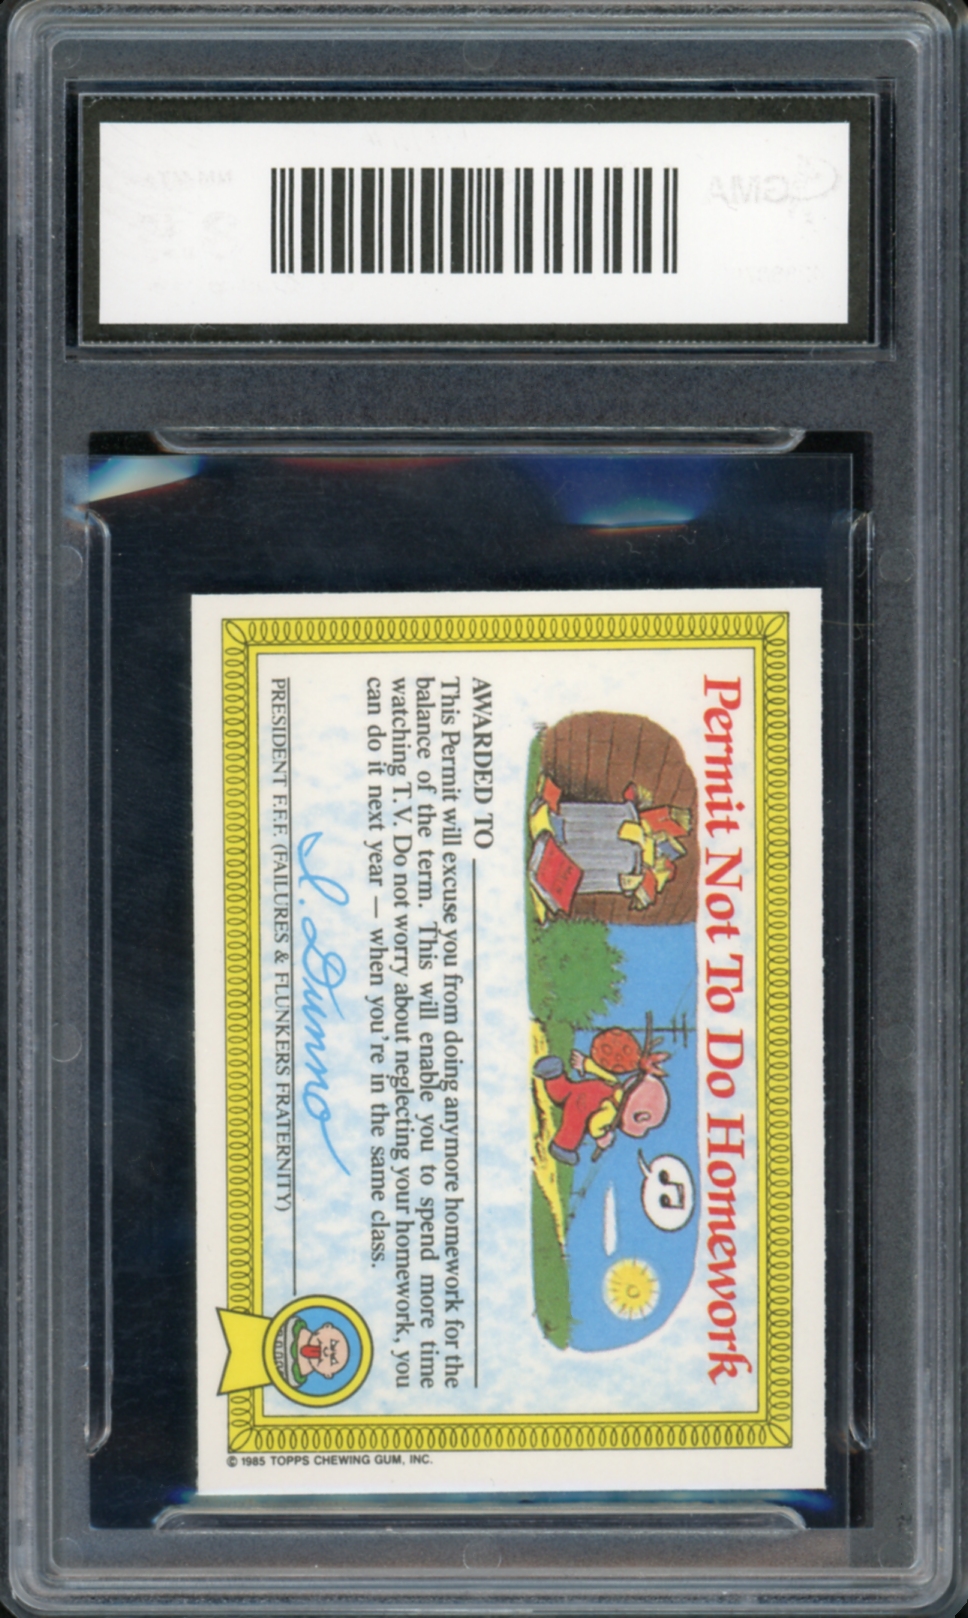 Permit Not To Do Homework
AWARDED TO
This Permit will excuse you from doing anymore homework for the
balance of the term. This will enable you to spend more time
watching T.V. Do not worry about neglecting your homework, you
can do it next year — when you're in the same class.
I. Dunno
PRESIDENT F.F.F. (FAILURES & FLUNKERS FRATERNITY)
© 1985 TOPPS CHEWING GUM, INC.
GMA